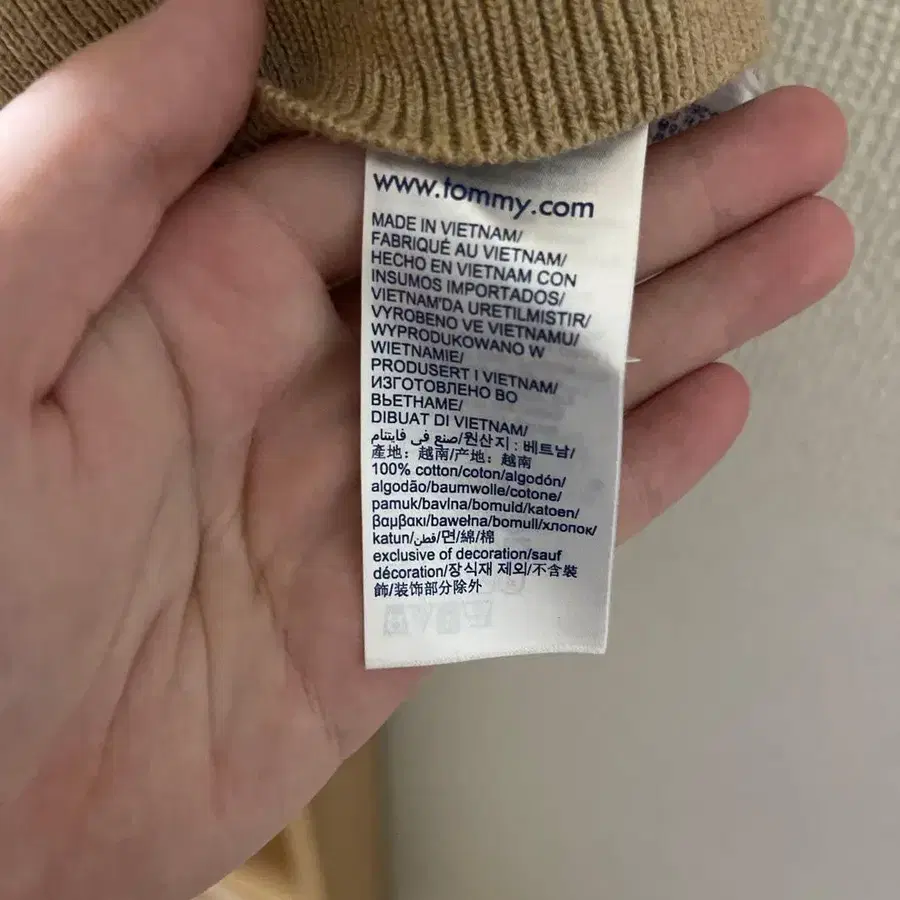 www.tommy.com
MADE IN VIETNAM/
FABRIQUÉ AU VIETNAM/
HECHO EN VIETNAM CON
INSUMOS IMPORTADOS/
VIETNAM'DA URETILMISTIR/
VYROBENO VE VIETNAMU/
WYPRODUKOWANO W
WIETNAMIE/
PRODUSERT I VIETNAM/
ИЗГОТОВЛЕНО ВО
ВЬЕТНАМЕ/
DIBUAT DI VIETNAM/
صنع في فايتنام/원산지 : 베트남/
產地：越南/产地：越南
100% cotton/coton/algodón/
algodão/baumwolle/cotone/
pamuk/bavlna/bomuld/katoen/
βαμβακι/bawełna/bomull/хлопок/
katun/قطن/면/綿/棉
exclusive of decoration/sauf
décoration/장식재 제외/不含裝
飾/装饰部分除外